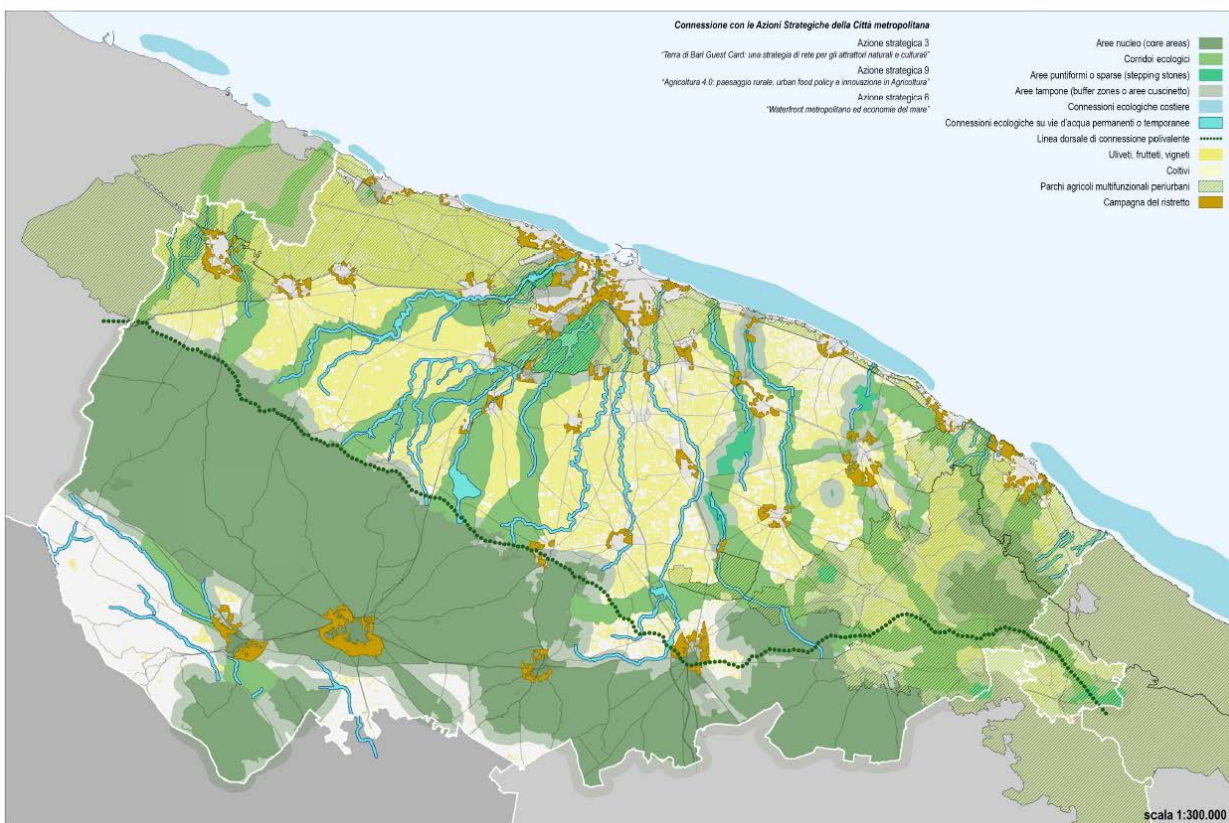 Connessione con le Azioni Strategiche della Città metropolitana
Azione strategica 3
"Terra di Bari Guest Card: una strategia di rete per gli attrattori naturali e culturali"
Azione strategica 9
"Agricoltura 4.0: paesaggio rurale, urban food policy e innovazione in Agricoltura"
Azione strategica 6
"Waterfront metropolitano ed economie del mare"
Aree nucleo (core areas)
Corridoi ecologici
Aree puntiformi o sparse (stepping stones)
Aree tampone (buffer zones o aree cuscinetto)
Connessioni ecologiche costiere
Connessioni ecologiche su vie d'acqua permanenti o temporanee
Linea dorsale di connessione polivalente
Uliveti, frutteti, vigneti
Coltivi
Parchi agricoli multifunzionali periurbani
Campagna del ristretto
scala 1:300.000